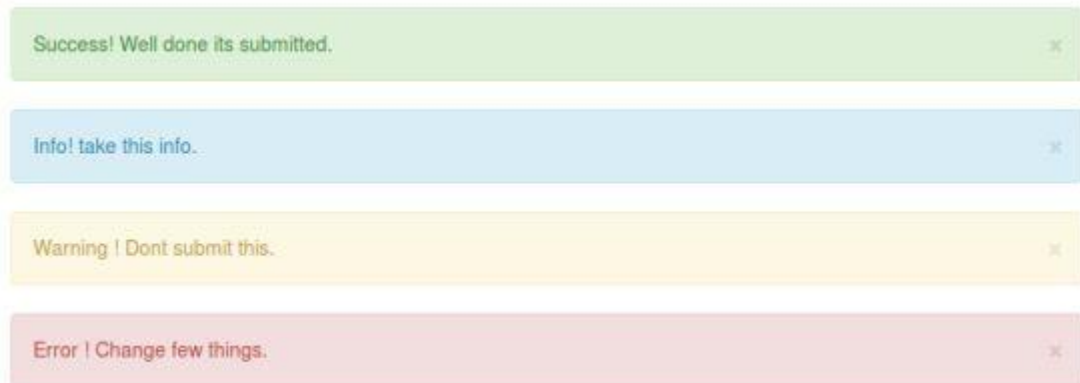 Success! Well done its submitted.
×
Info! take this info.
×
Warning ! Dont submit this.
×
Error ! Change few things.
×